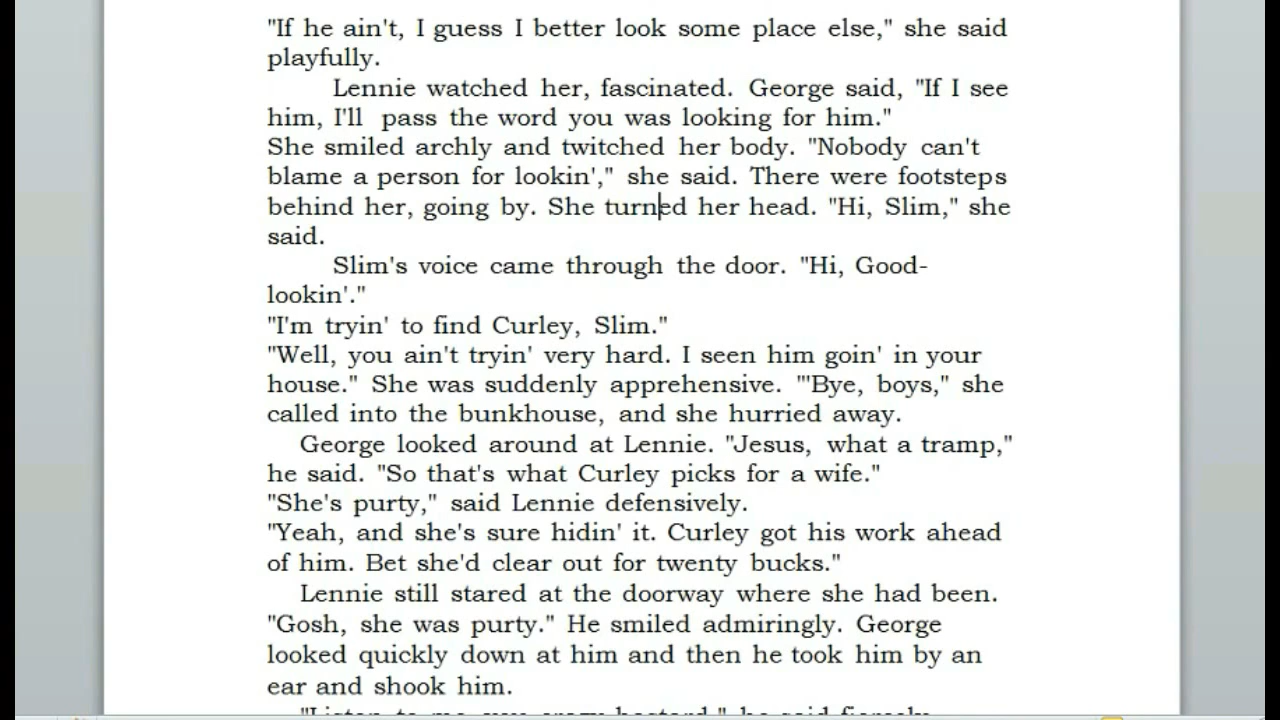 "If he ain't, I guess I better look some place else," she said
playfully.
Lennie watched her, fascinated. George said, "If I see
him, I'll pass the word you was looking for him."
She smiled archly and twitched her body. "Nobody can't
blame a person for lookin'," she said. There were footsteps
behind her, going by. She turned her head. "Hi, Slim," she
said.
Slim's voice came through the door. "Hi, Good-
lookin'."
"I'm tryin' to find Curley, Slim."
"Well, you ain't tryin' very hard. I seen him goin' in your
house." She was suddenly apprehensive. "'Bye, boys," she
called into the bunkhouse, and she hurried away.
George looked around at Lennie. "Jesus, what a tramp,"
he said. "So that's what Curley picks for a wife."
"She's purty," said Lennie defensively.
"Yeah, and she's sure hidin' it. Curley got his work ahead
of him. Bet she'd clear out for twenty bucks."
Lennie still stared at the doorway where she had been.
"Gosh, she was purty." He smiled admiringly. George
looked quickly down at him and then he took him by an
ear and shook him.
"Listen to me, you crazy bastard," he said fiercely.